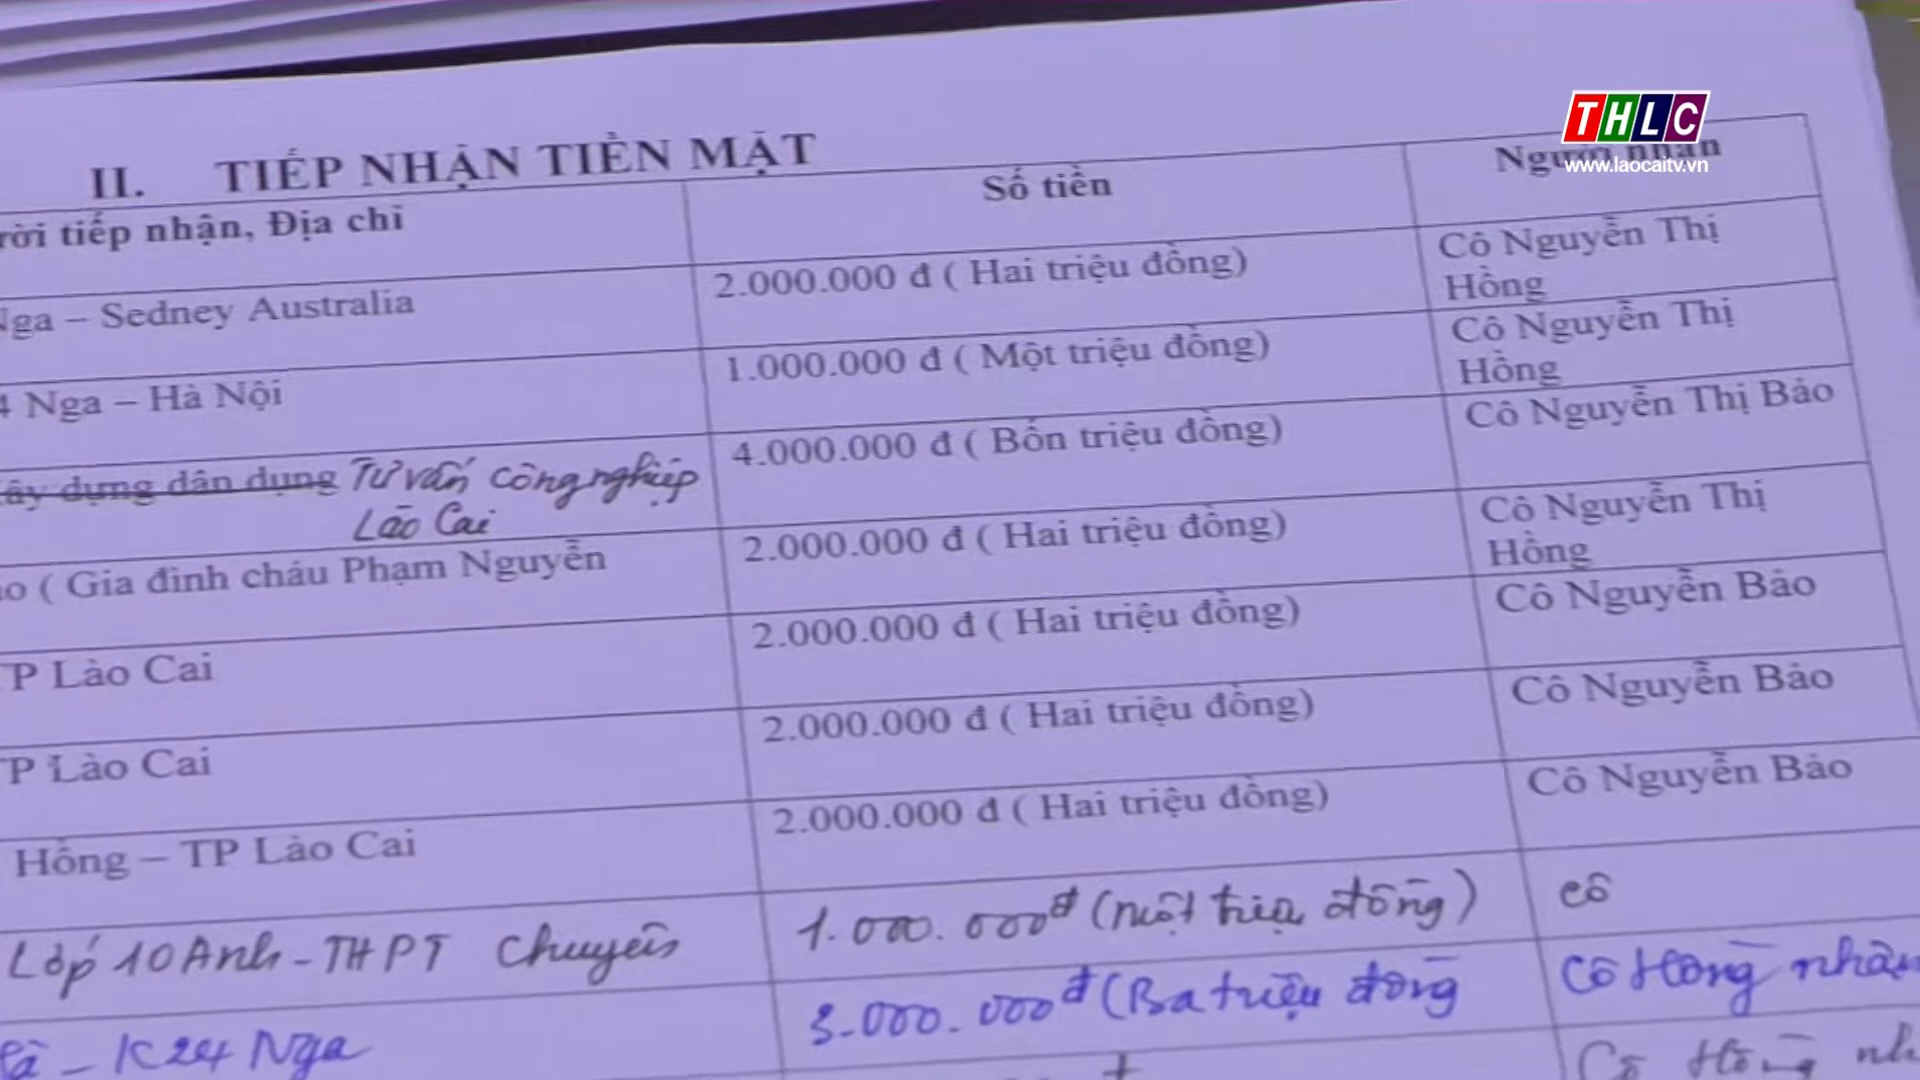 THLC
www.laocaitv.vn
II. TIẾP NHẬN TIỀN MẶT
tiếp nhận, Địa chỉ
Số tiền
Nga – Sedney Australia
2.000.000 đ ( Hai triệu đồng)
Cô Nguyễn Thị
Hồng
4 Nga – Hà Nội
1.000.000 đ ( Một triệu đồng)
Cô Nguyễn Thị
Hồng
dựng dân dụng Tư vấn công nghiệp
Lào Cai
4.000.000 đ ( Bốn triệu đồng)
Cô Nguyễn Thị Bảo
( Gia đình cháu Phạm Nguyễn
2.000.000 đ ( Hai triệu đồng)
Cô Nguyễn Thị
Hồng
TP Lào Cai
2.000.000 đ ( Hai triệu đồng)
Cô Nguyễn Bảo
TP Lào Cai
2.000.000 đ ( Hai triệu đồng)
Cô Nguyễn Bảo
Hồng – TP Lào Cai
2.000.000 đ ( Hai triệu đồng)
Cô Nguyễn Bảo
Lớp 10 Anh - THPT Chuyên
1.000.000đ (một triệu đồng)
cô
- K24 Nga
3.000.000đ (Ba triệu đồng
Cô Hồng nhận
Cô Hồng